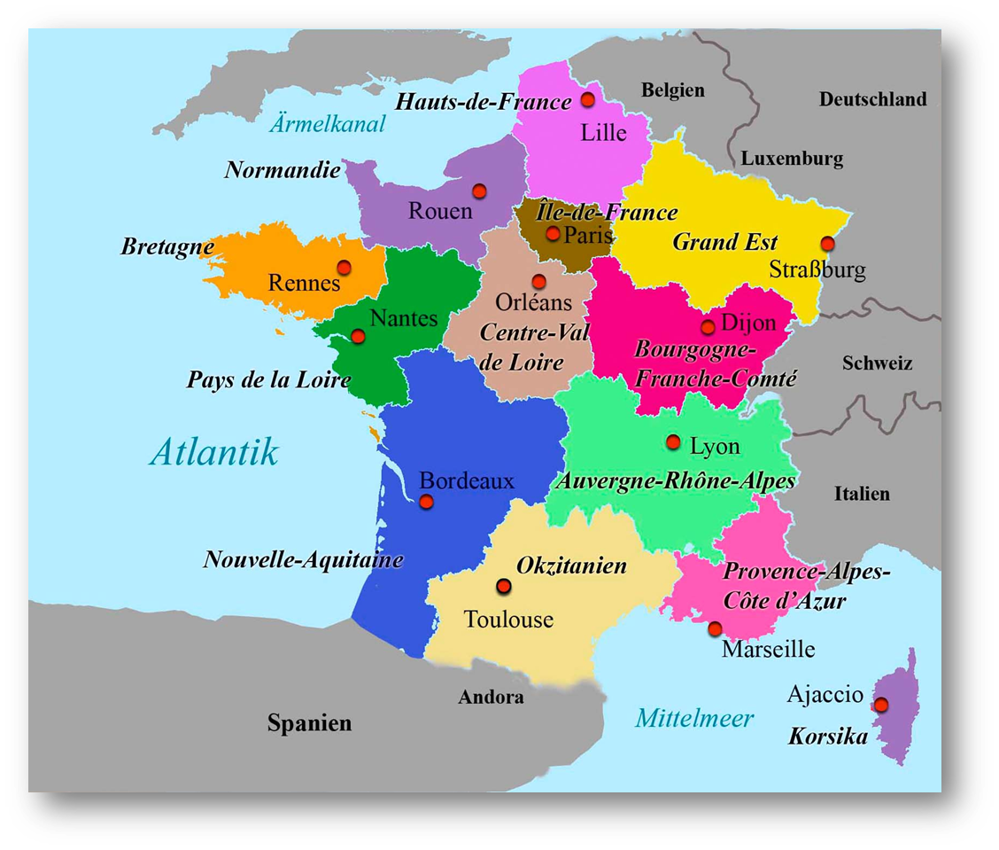 Belgien
Hauts-de-France
Deutschland
Ärmelkanal
Lille
Luxemburg
Normandie
Rouen
Île-de-France
Paris
Grand Est
Bretagne
Straßburg
Rennes
Orléans
Nantes
Dijon
Centre-Val
de Loire
Bourgogne-
Franche-Comté
Schweiz
Pays de la Loire
Atlantik
Lyon
Bordeaux
Auvergne-Rhône-Alpes
Italien
Nouvelle-Aquitaine
Okzitanien
Provence-Alpes-
Côte d’Azur
Toulouse
Marseille
Andora
Ajaccio
Spanien
Mittelmeer
Korsika